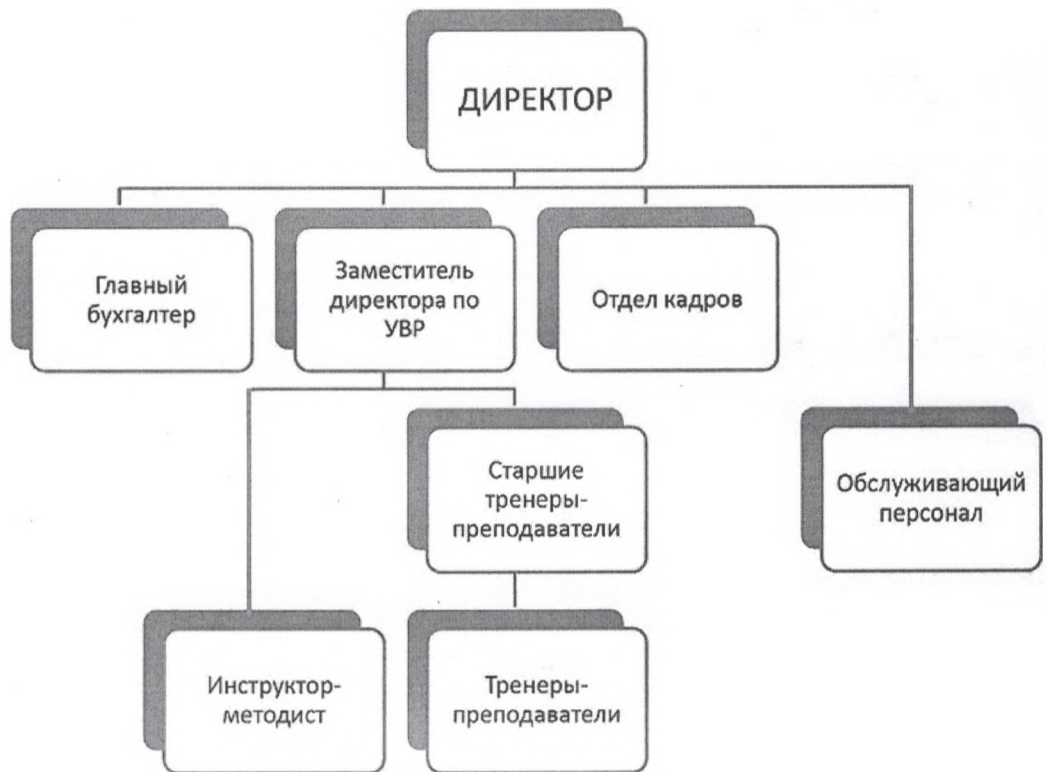 ДИРЕКТОР
Главный
бухгалтер
Заместитель
директора по
УВР
Отдел кадров
Старшие
тренеры-
преподаватели
Обслуживающий
персонал
Инструктор-
методист
Тренеры-
преподаватели